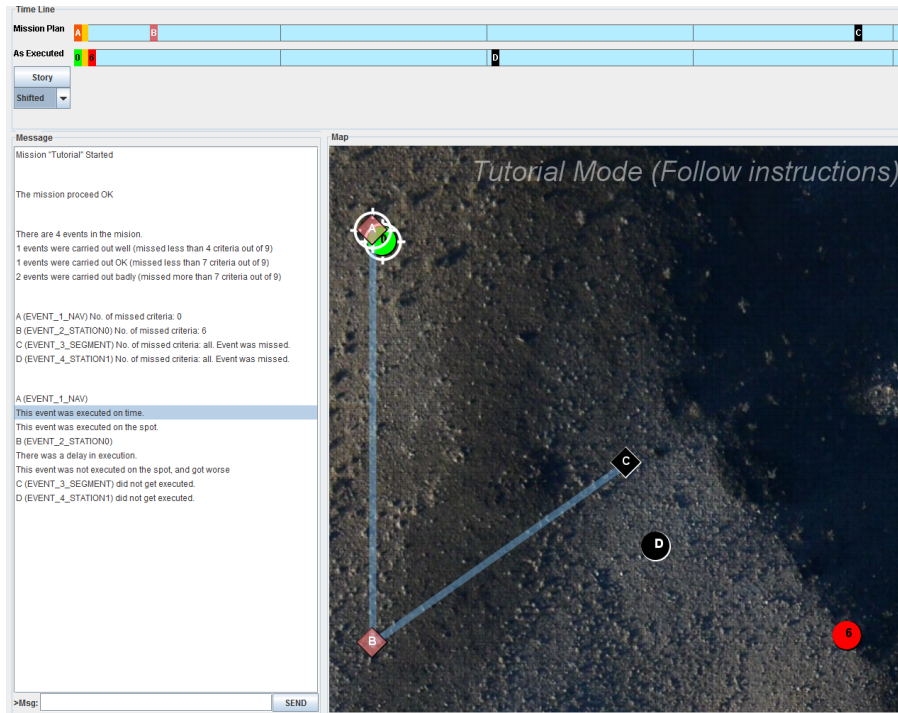 Time Line
Mission Plan
A
B
C
As Executed
0
6
D
Story
Shifted
Message
Mission "Tutorial" Started
The mission proceed OK
There are 4 events in the mision.
1 events were carried out well (missed less than 4 criteria out of 9)
1 events were carried out OK (missed less than 7 criteria out of 9)
2 events were carried out badly (missed more than 7 criteria out of 9)
A (EVENT_1_NAV) No. of missed criteria: 0
B (EVENT_2_STATION0) No. of missed criteria: 6
C (EVENT_3_SEGMENT) No. of missed criteria: all. Event was missed.
D (EVENT_4_STATION1) No. of missed criteria: all. Event was missed.
A (EVENT_1_NAV)
This event was executed on time.
This event was executed on the spot.
B (EVENT_2_STATION0)
There was a delay in execution.
This event was not executed on the spot, and got worse
C (EVENT_3_SEGMENT) did not get executed.
D (EVENT_4_STATION1) did not get executed.
>Msg:
SEND
Map
Tutorial Mode (Follow instructions)
A
C
D
B
6